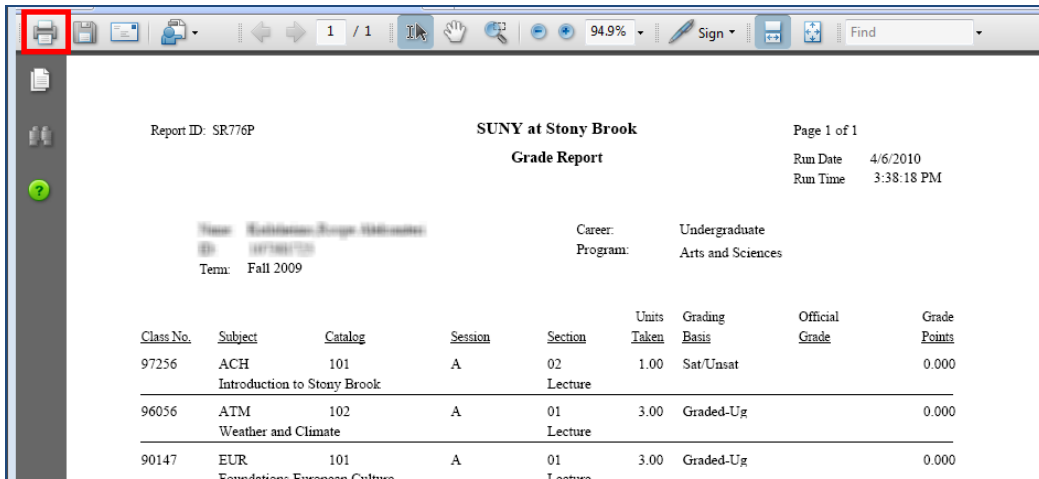 1 / 1 94.9% Sign Find
Report ID: SR776P SUNY at Stony Brook Page 1 of 1
Grade Report Run Date 4/6/2010
Run Time 3:38:18 PM
Career: Undergraduate
Program: Arts and Sciences
Term: Fall 2009
Units Grading Official Grade
Class No. Subject Catalog Session Section Taken Basis Grade Points
97256 ACH 101 A 02 1.00 Sat/Unsat 0.000
Introduction to Stony Brook Lecture
96056 ATM 102 A 01 3.00 Graded-Ug 0.000
Weather and Climate Lecture
90147 EUR 101 A 01 3.00 Graded-Ug 0.000
Foundations European Culture Lecture